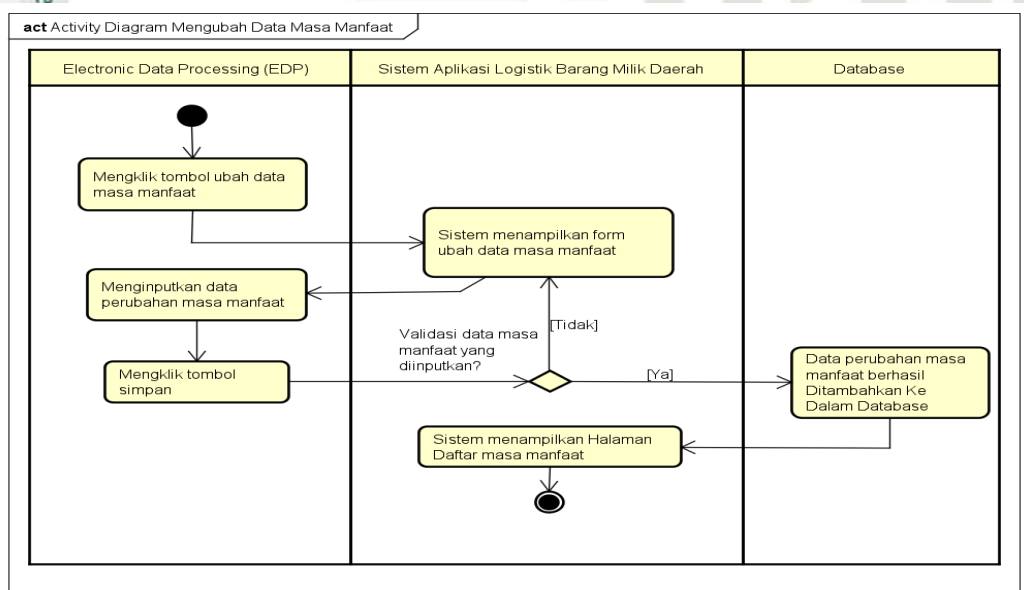 act Activity Diagram Mengubah Data Masa Manfaat
Electronic Data Processing (EDP)
Sistem Aplikasi Logistik Barang Milik Daerah
Database
Mengklik tombol ubah data
masa manfaat
Sistem menampilkan form
ubah data masa manfaat
Menginputkan data
perubahan masa manfaat
[Tidak]
Validasi data masa
manfaat yang
diinputkan?
Mengklik tombol
simpan
[Ya]
Data perubahan masa
manfaat berhasil
Ditambahkan Ke
Dalam Database
Sistem menampilkan Halaman
Daftar masa manfaat